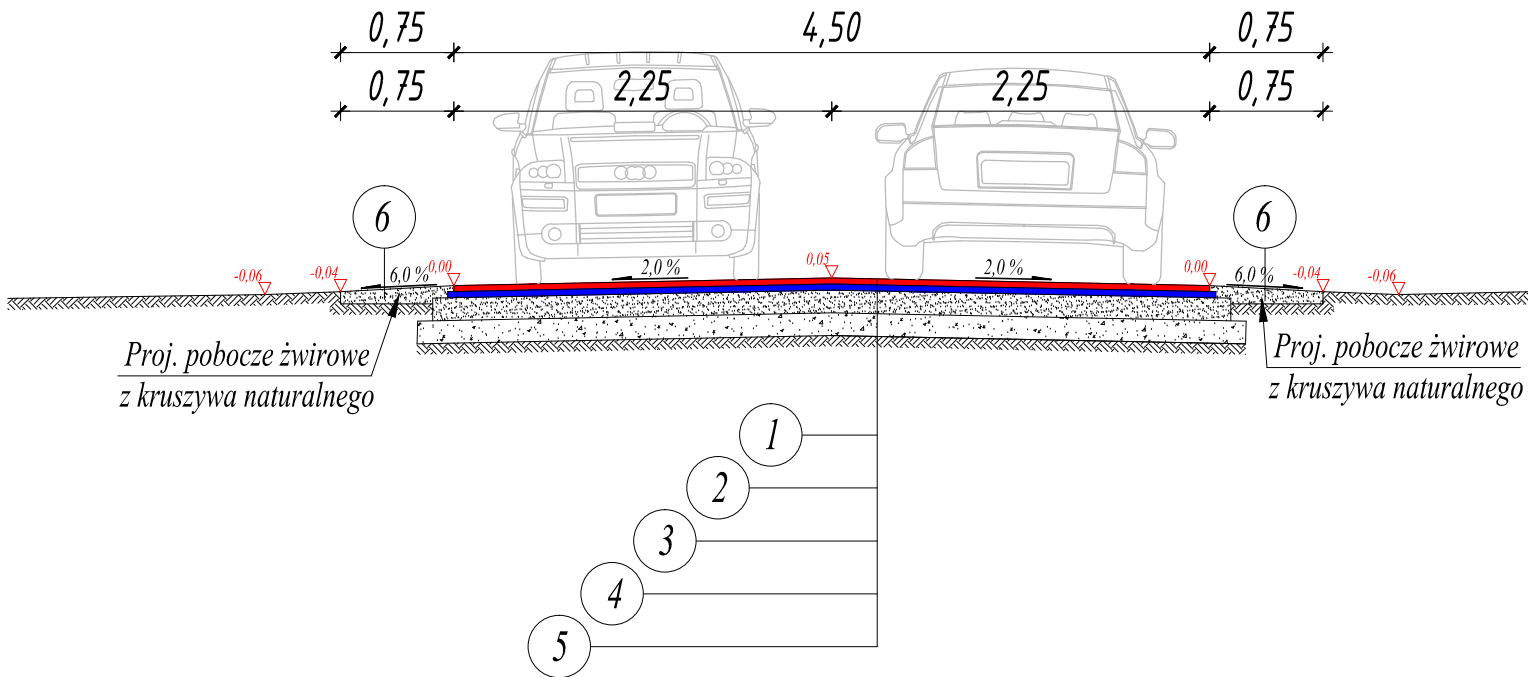 0,75 4,50 0,75
0,75 2,25 2,25 0,75
6 6
-0,06 -0,04 6,0 % 0,00 2,0 % 0,05 2,0 % 0,00 6,0 % -0,04 -0,06
Proj. pobocze żwirowe
z kruszywa naturalnego
Proj. pobocze żwirowe
z kruszywa naturalnego
1
2
3
4
5